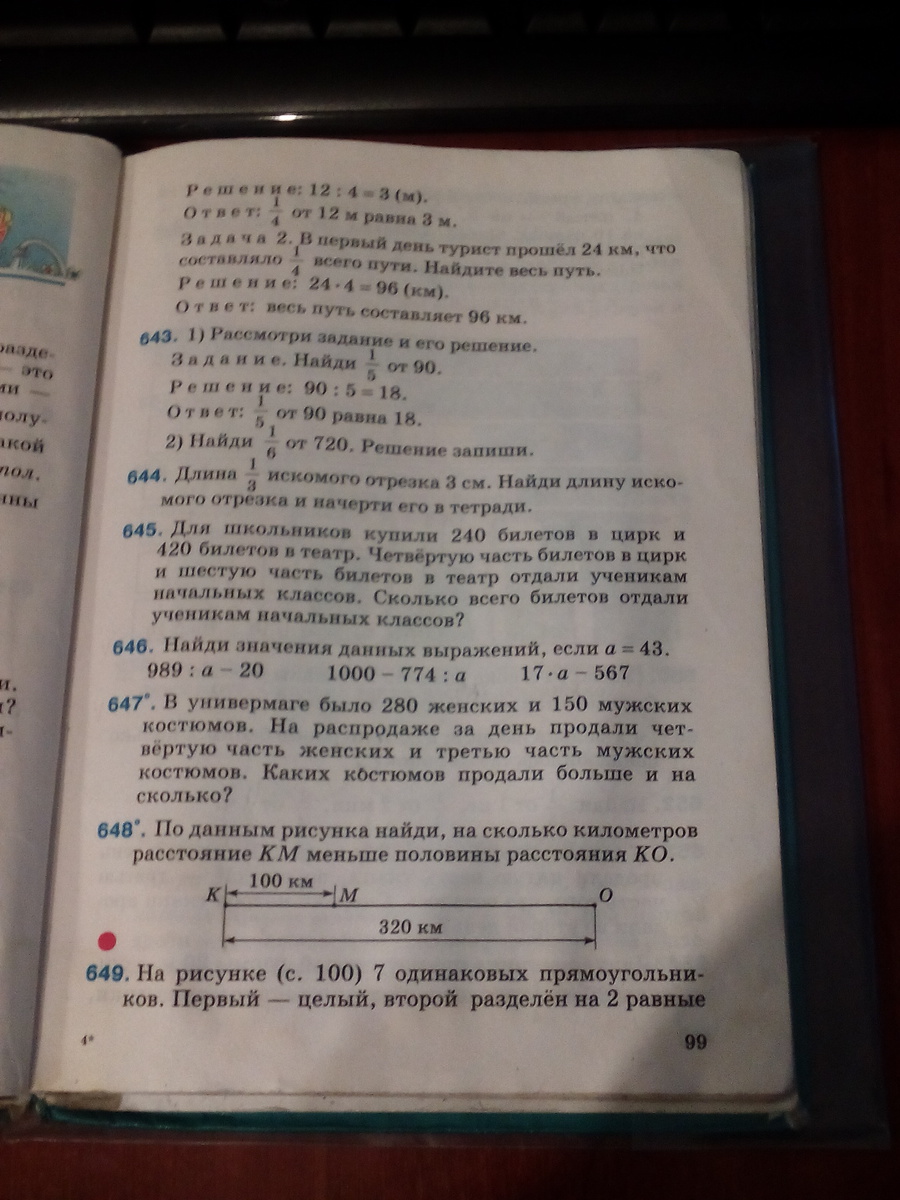 разде-
— это
ми —
полу-
акой
пол.
и.
и?
Решение: 12 : 4 = 3 (м).
Ответ: 1/4 от 12 м равна 3 м.
Задача 2. В первый день турист прошёл 24 км, что
составляло 1/4 всего пути. Найдите весь путь.
Решение: 24 · 4 = 96 (км).
Ответ: весь путь составляет 96 км.
643. 1) Рассмотри задание и его решение.
Задание. Найди 1/5 от 90.
Решение: 90 : 5 = 18.
Ответ: 1/5 от 90 равна 18.
2) Найди 1/6 от 720. Решение запиши.
644. Длина 1/3 искомого отрезка 3 см. Найди длину иско-
мого отрезка и начерти его в тетради.
645. Для школьников купили 240 билетов в цирк и
420 билетов в театр. Четвёртую часть билетов в цирк
и шестую часть билетов в театр отдали ученикам
начальных классов. Сколько всего билетов отдали
ученикам начальных классов?
646. Найди значения данных выражений, если a = 43.
989 : a − 20 1000 − 774 : a 17 · a − 567
647°. В универмаге было 280 женских и 150 мужских
костюмов. На распродаже за день продали чет-
вёртую часть женских и третью часть мужских
костюмов. Каких костюмов продали больше и на
сколько?
648°. По данным рисунка найди, на сколько километров
расстояние KM меньше половины расстояния KO.
K 100 км M O
320 км
649. На рисунке (с. 100) 7 одинаковых прямоугольни-
ков. Первый — целый, второй разделён на 2 равные
4* 99